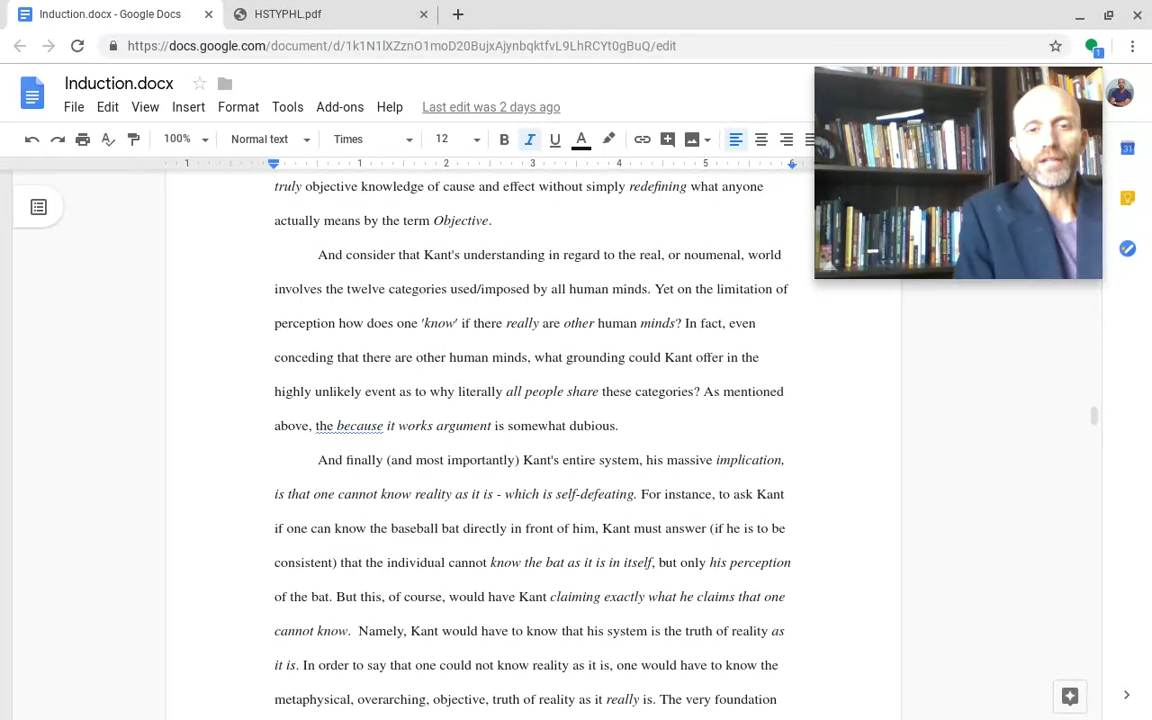 Induction.docx - Google Docs
HSTYPHL.pdf
https://docs.google.com/document/d/1k1N1lXZznO1moD20BujxAjynbqktfvL9LhRCYt0gBuQ/edit
1
Induction.docx
File Edit View Insert Format Tools Add-ons Help Last edit was 2 days ago
100% Normal text Times 12 B I U A
31
1 1 2 3 4 5 6
truly objective knowledge of cause and effect without simply redefining what anyone
actually means by the term Objective.
And consider that Kant's understanding in regard to the real, or noumenal, world
involves the twelve categories used/imposed by all human minds. Yet on the limitation of
perception how does one 'know' if there really are other human minds? In fact, even
conceding that there are other human minds, what grounding could Kant offer in the
highly unlikely event as to why literally all people share these categories? As mentioned
above, the because it works argument is somewhat dubious.
And finally (and most importantly) Kant's entire system, his massive implication,
is that one cannot know reality as it is - which is self-defeating. For instance, to ask Kant
if one can know the baseball bat directly in front of him, Kant must answer (if he is to be
consistent) that the individual cannot know the bat as it is in itself, but only his perception
of the bat. But this, of course, would have Kant claiming exactly what he claims that one
cannot know. Namely, Kant would have to know that his system is the truth of reality as
it is. In order to say that one could not know reality as it is, one would have to know the
metaphysical, overarching, objective, truth of reality as it really is. The very foundation